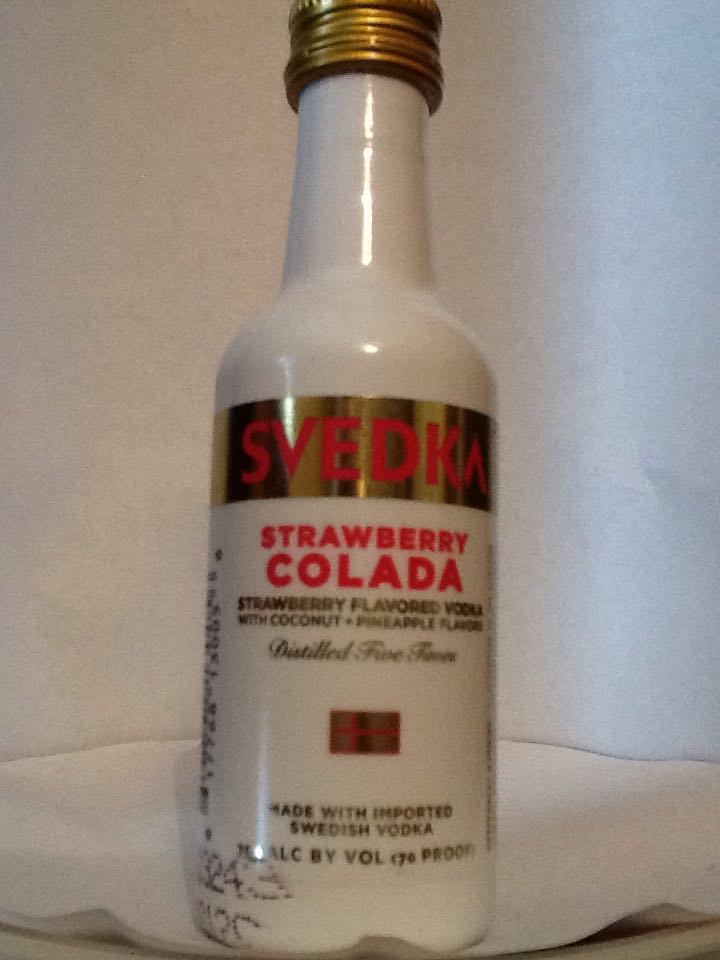 SVEDKA
STRAWBERRY
COLADA
STRAWBERRY FLAVORED VODKA
WITH COCONUT + PINEAPPLE FLAVORS
Distilled Five Times
MADE WITH IMPORTED
SWEDISH VODKA
ALC BY VOL (70 PROOF)